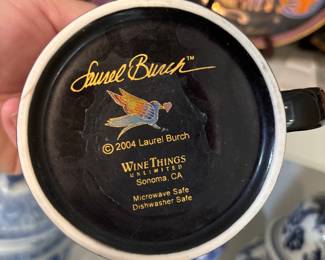 Laurel Burch™
© 2004 Laurel Burch
WINE THINGS
UNLIMITED
Sonoma, CA
Microwave Safe
Dishwasher Safe